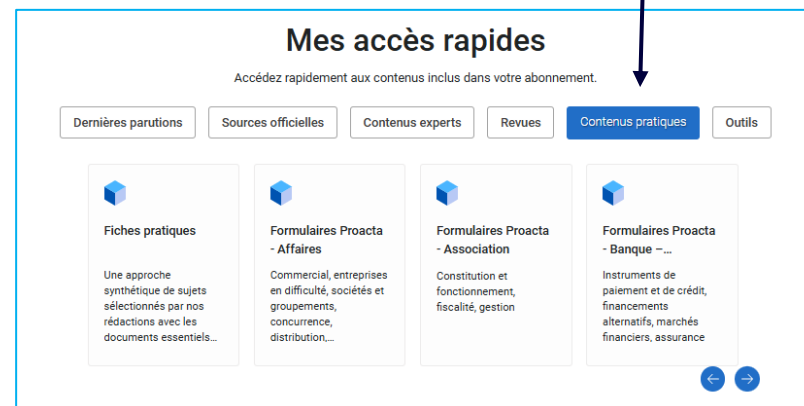 Mes accès rapides
Accédez rapidement aux contenus inclus dans votre abonnement.
Dernières parutions
Sources officielles
Contenus experts
Revues
Contenus pratiques
Outils
Fiches pratiques
Une approche
synthétique de sujets
sélectionnés par nos
rédactions avec les
documents essentiels...
Formulaires Proacta
- Affaires
Commercial, entreprises
en difficulté, sociétés et
groupements,
concurrence,
distribution,...
Formulaires Proacta
- Association
Constitution et
fonctionnement,
fiscalité, gestion
Formulaires Proacta
- Banque –...
Instruments de
paiement et de crédit,
financements
alternatifs, marchés
financiers, assurance